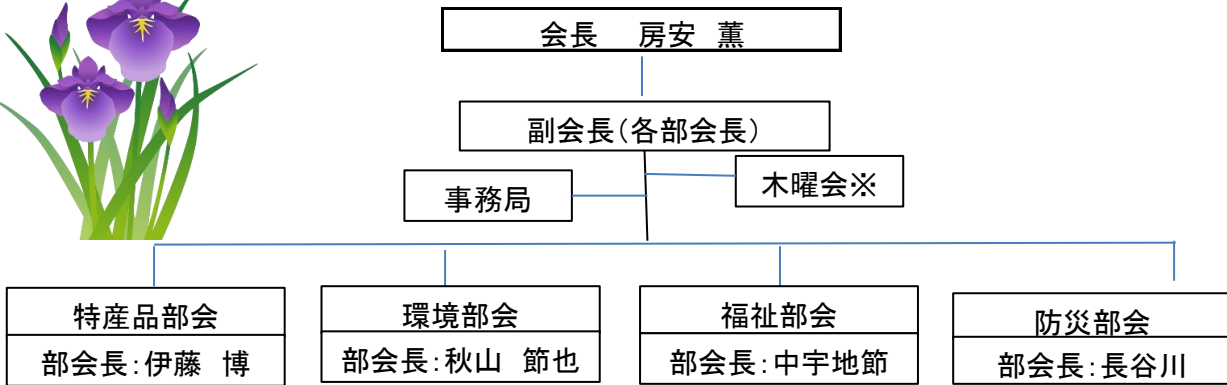 会長　房安　薫
副会長(各部会長)
木曜会※
事務局
特産品部会
部会長:伊藤　博
環境部会
部会長:秋山　節也
福祉部会
部会長:中宇地節
防災部会
部会長:長谷川